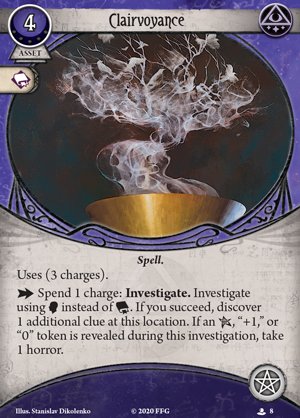 Clairvoyance
4
ASSET
Spell.
Uses (3 charges).
Spend 1 charge: Investigate. Investigate
using instead of . If you succeed, discover
1 additional clue at this location. If an , “+1,” or
“0” token is revealed during this investigation, take
1 horror.
Illus. Stanislav Dikolenko © 2020 FFG 8